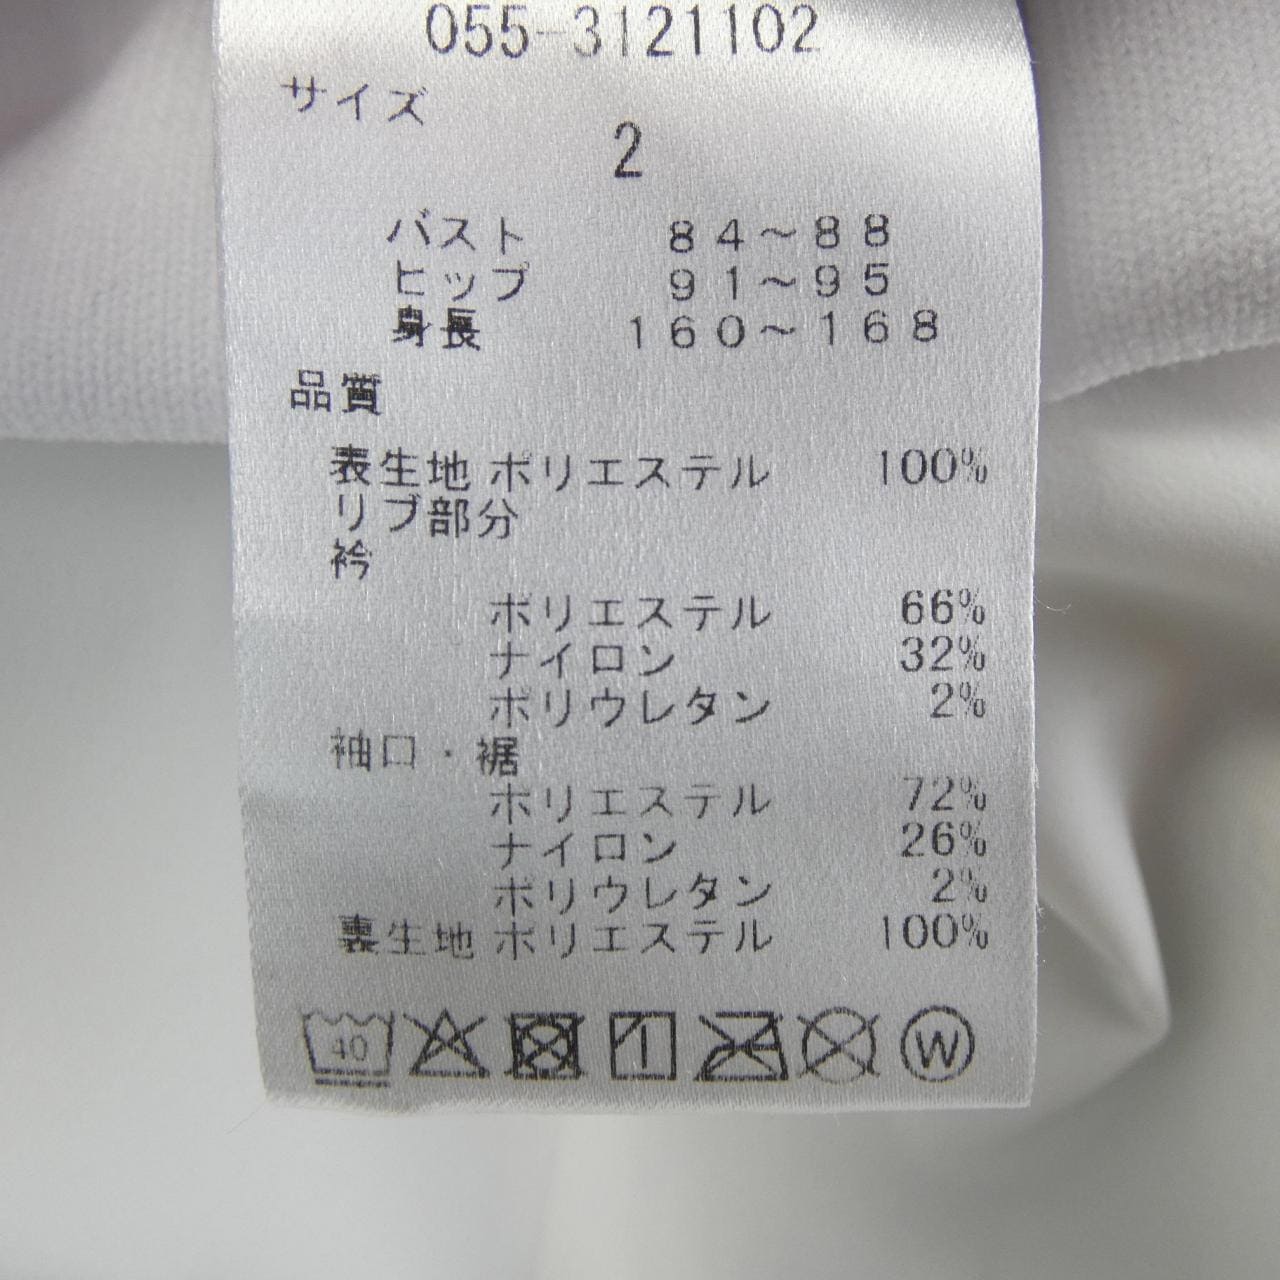 055-3121102
サイズ
2
バスト 84～88
ヒップ 91～95
身長 160～168
品質
表生地 ポリエステル 100%
リブ部分
衿
ポリエステル 66%
ナイロン 32%
ポリウレタン 2%
袖口・裾
ポリエステル 72%
ナイロン 26%
ポリウレタン 2%
裏生地 ポリエステル 100%
40 W